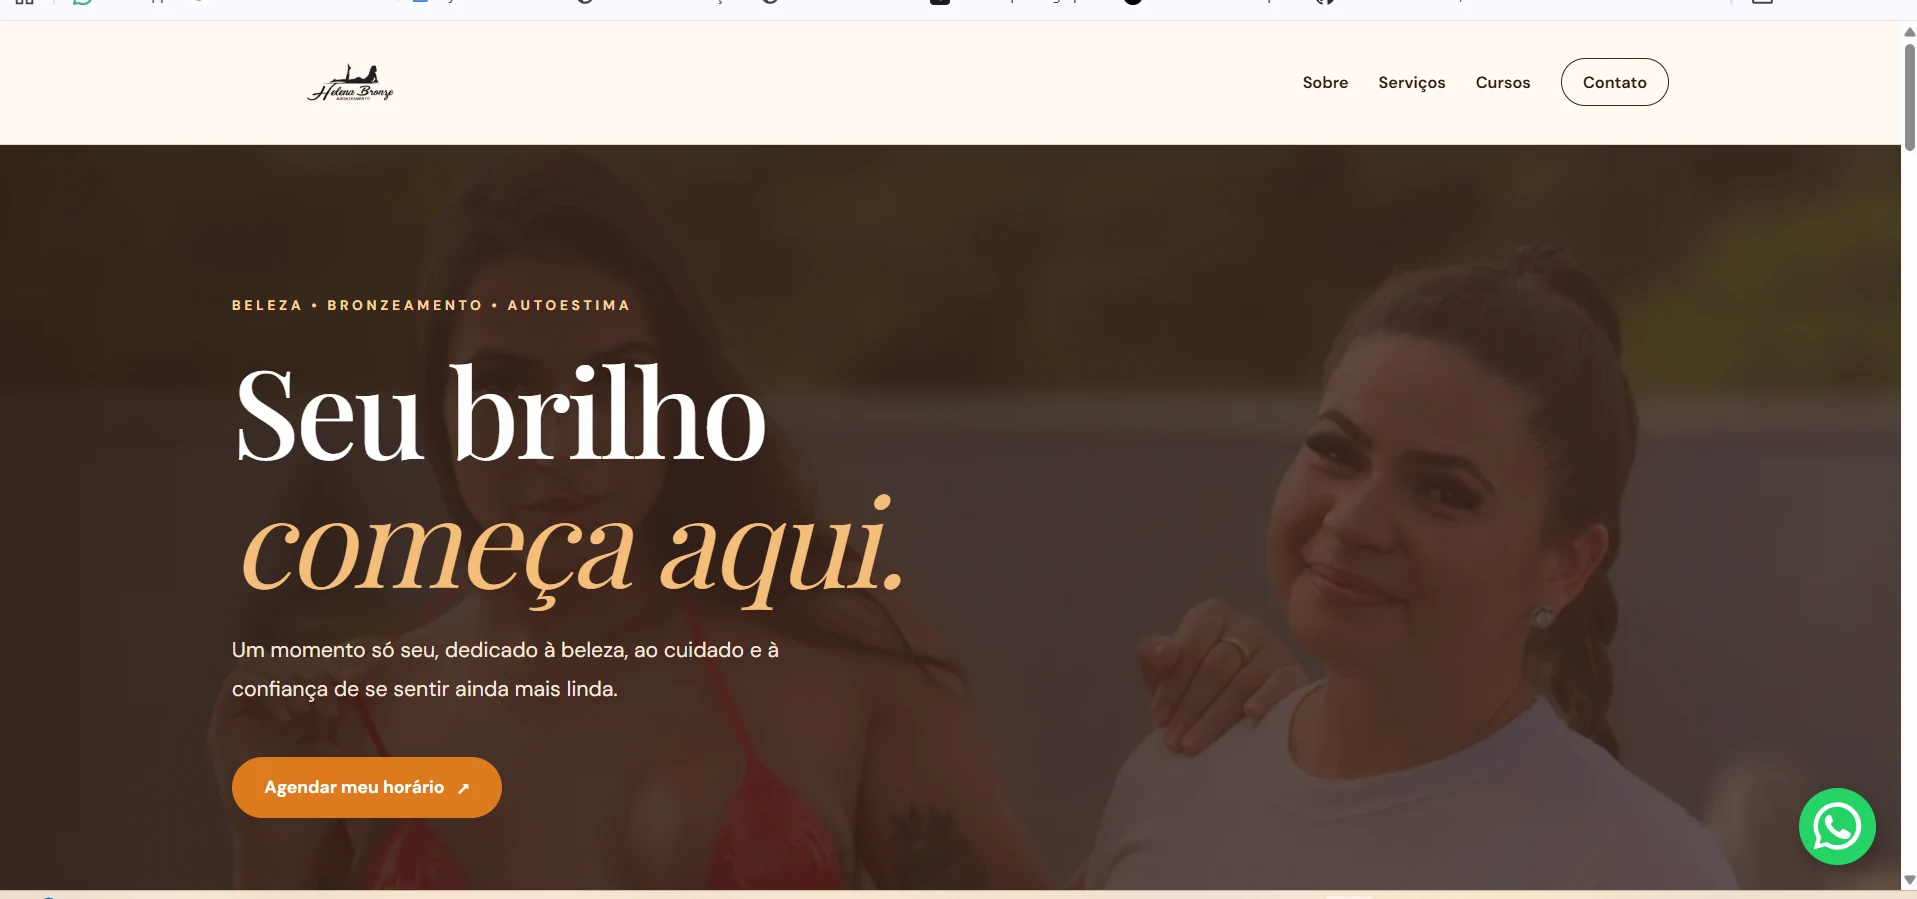 Helena Bronze
BRONZEAMENTO
Sobre
Serviços
Cursos
Contato
BELEZA • BRONZEAMENTO • AUTOESTIMA
Seu brilho
começa aqui.
Um momento só seu, dedicado à beleza, ao cuidado e à
confiança de se sentir ainda mais linda.
Agendar meu horário ↗